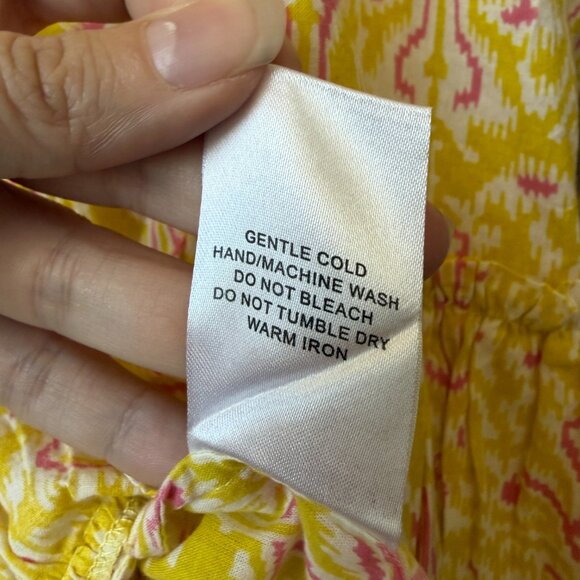 GENTLE COLD
HAND/MACHINE WASH
DO NOT BLEACH
DO NOT TUMBLE DRY
WARM IRON